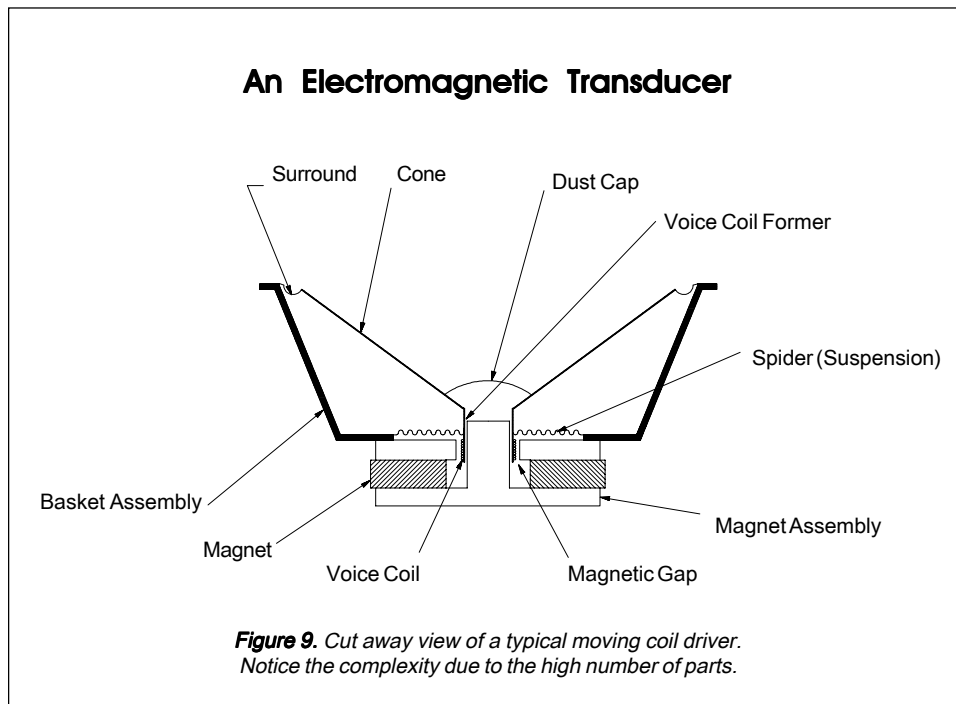 An Electromagnetic Transducer
Surround
Cone
Dust Cap
Voice Coil Former
Spider (Suspension)
Basket Assembly
Magnet
Voice Coil
Magnetic Gap
Magnet Assembly
Figure 9. Cut away view of a typical moving coil driver.
Notice the complexity due to the high number of parts.